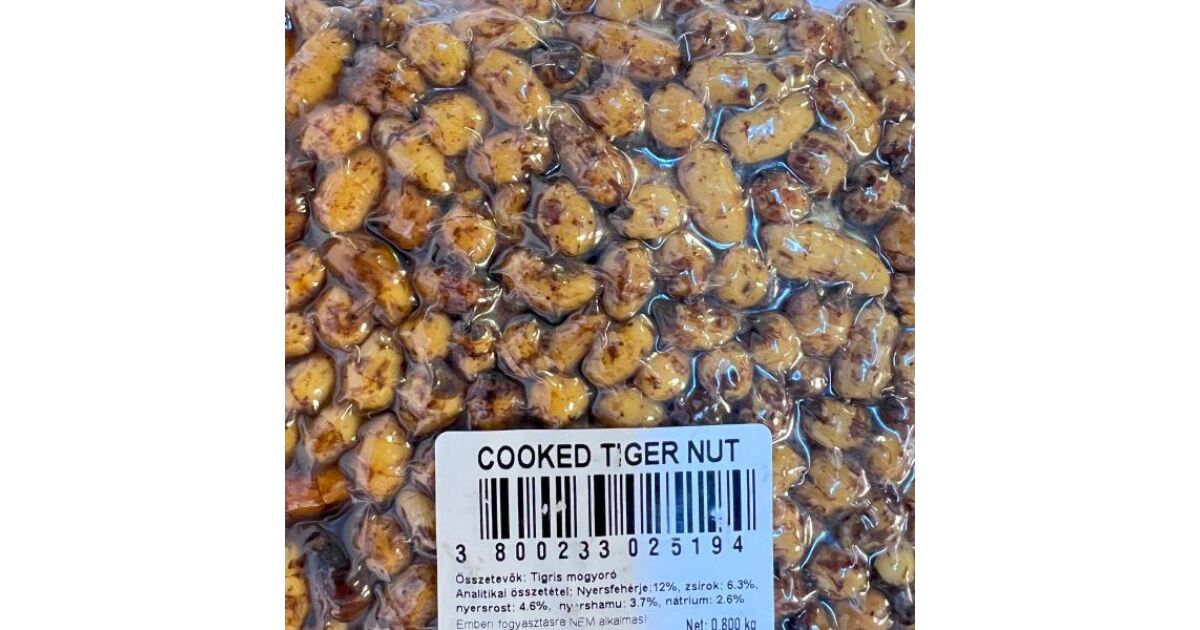 COOKED TIGER NUT
3 800233 025194
Összetevők: Tigris mogyoró
Analitikai összetétel: Nyersfehérje:12%, zsírok: 6.3%,
nyersrost: 4.6%, nyershamu: 3.7%, nátrium: 2.6%
Emberi fogyasztásra NEM alkalmas!
Net: 0.800 kg